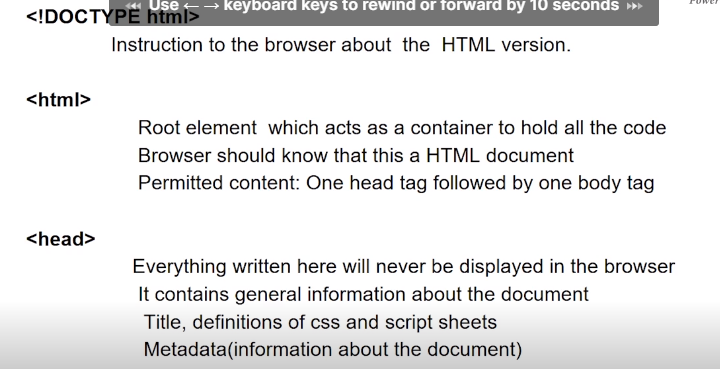 Use ← → keyboard keys to rewind or forward by 10 seconds
<!DOCTYPE html>
Instruction to the browser about the HTML version.
<html>
Root element which acts as a container to hold all the code
Browser should know that this a HTML document
Permitted content: One head tag followed by one body tag
<head>
Everything written here will never be displayed in the browser
It contains general information about the document
Title, definitions of css and script sheets
Metadata(information about the document)